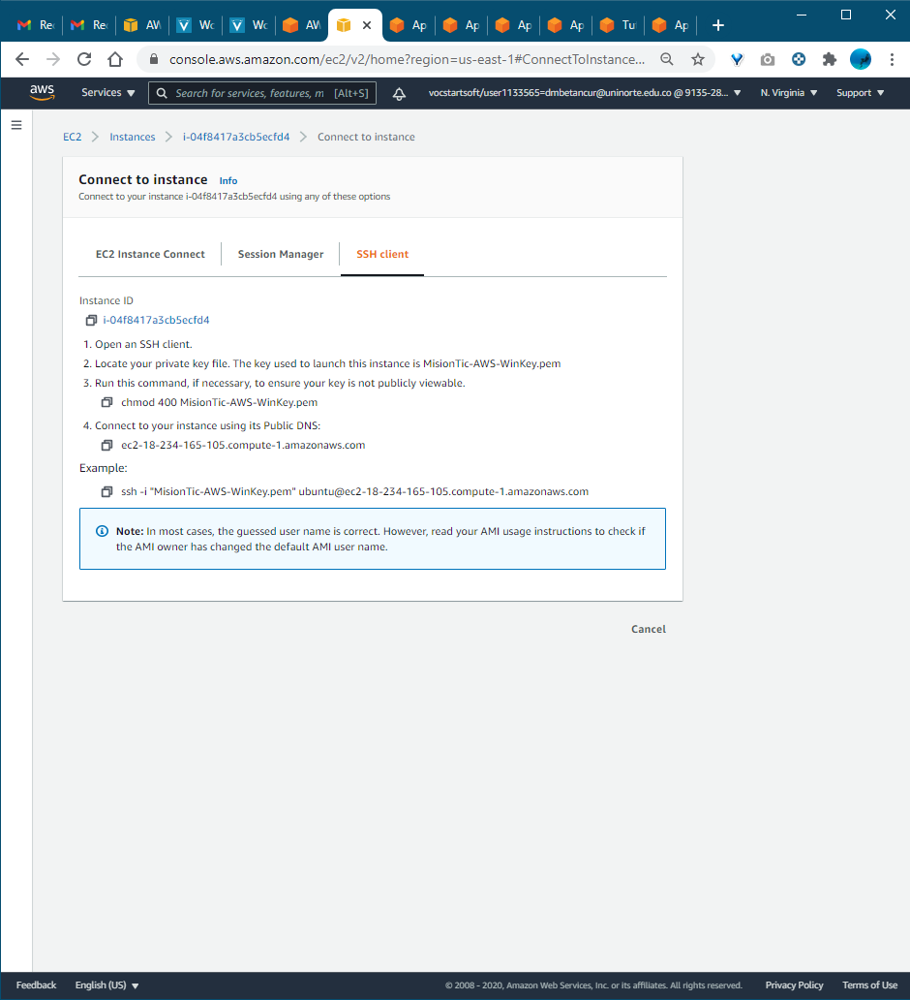 Re
Re
AW
Wo
Wo
AW
Ap
Ap
Ap
Ap
Tu
Ap
console.aws.amazon.com/ec2/v2/home?region=us-east-1#ConnectToInstance...
aws
Services
Search for services, features, m [Alt+S]
vocstartsoft/user1133565=dmbetancur@uninorte.edu.co @ 9135-28...
N. Virginia
Support
EC2 > Instances > i-04f8417a3cb5ecfd4 > Connect to instance
Connect to instance Info
Connect to your instance i-04f8417a3cb5ecfd4 using any of these options
EC2 Instance Connect
Session Manager
SSH client
Instance ID
i-04f8417a3cb5ecfd4
1. Open an SSH client.
2. Locate your private key file. The key used to launch this instance is MisionTic-AWS-WinKey.pem
3. Run this command, if necessary, to ensure your key is not publicly viewable.
chmod 400 MisionTic-AWS-WinKey.pem
4. Connect to your instance using its Public DNS:
ec2-18-234-165-105.compute-1.amazonaws.com
Example:
ssh -i "MisionTic-AWS-WinKey.pem" ubuntu@ec2-18-234-165-105.compute-1.amazonaws.com
Note: In most cases, the guessed user name is correct. However, read your AMI usage instructions to check if
the AMI owner has changed the default AMI user name.
Cancel
Feedback
English (US)
© 2008 - 2020, Amazon Web Services, Inc. or its affiliates. All rights reserved.
Privacy Policy
Terms of Use